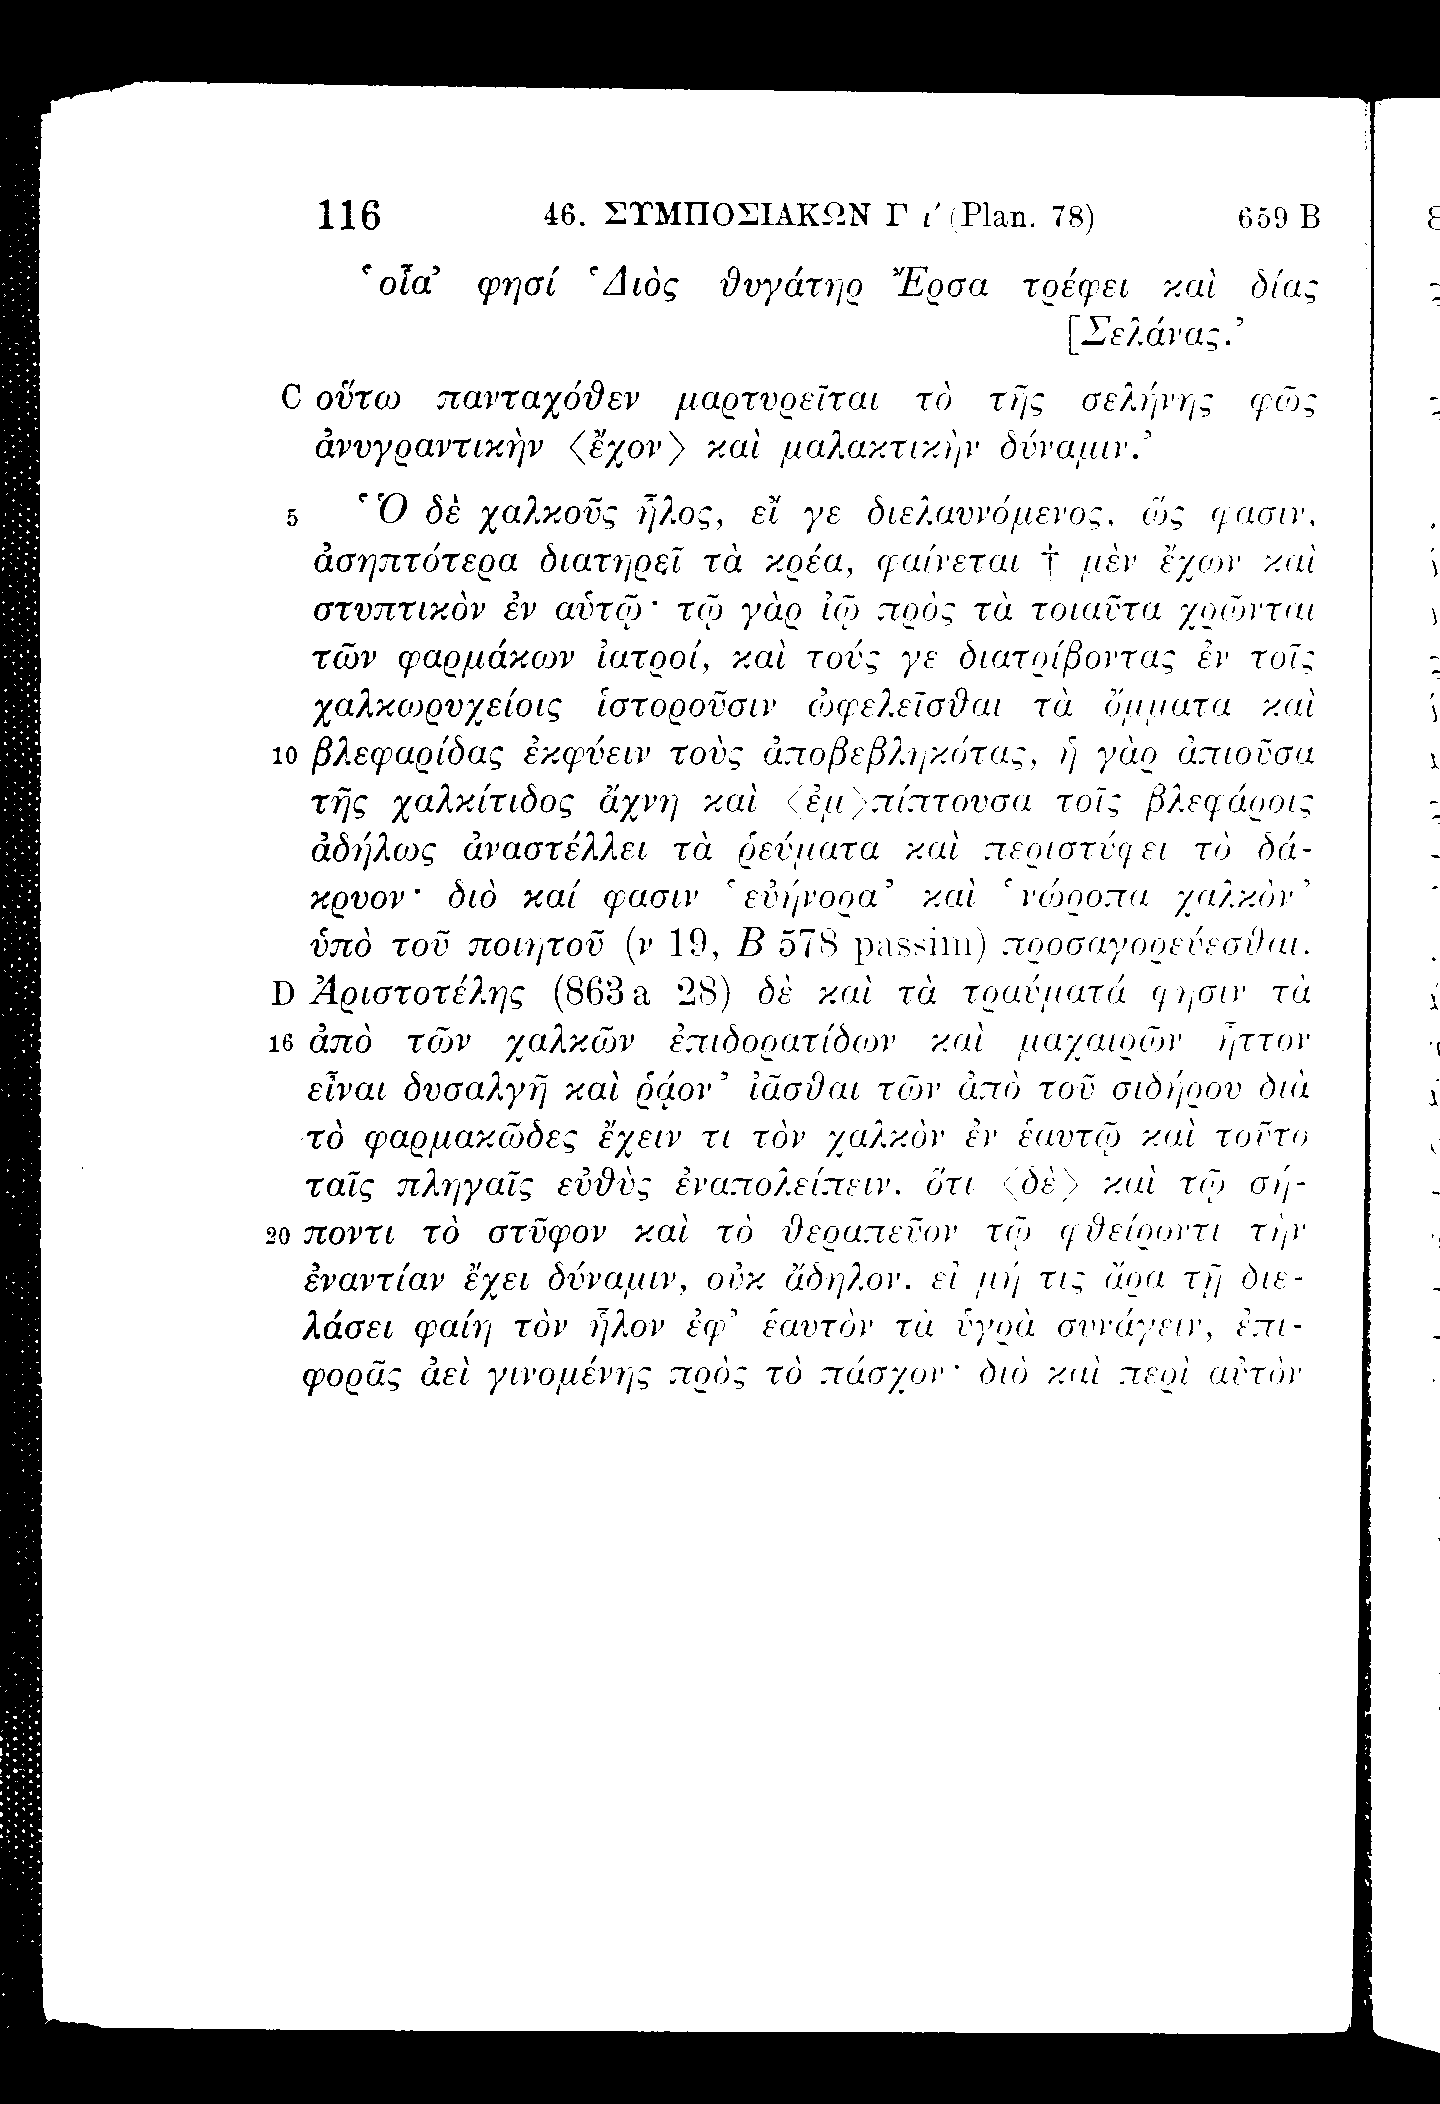 116 46. ΣΥΜΠΟΣΙΑΚΩΝ Γ ι΄ (Plan. 78) 659 B
‘οἷα’ φησί ‘Διὸς θυγάτηρ Ἔρσα τρέφει καὶ δίας
[Σελάνας.’
C οὕτω πανταχόθεν μαρτυρεῖται τὸ τῆς σελήνης φῶς
ἀνυγραντικὴν ⟨ἔχον⟩ καὶ μαλακτικὴν δύναμιν.’
5 ‘Ὁ δὲ χαλκοῦς ἧλος, εἴ γε διελαυνόμενος, ὥς φασιν,
ἀσηπτότερα διατηρεῖ τὰ κρέα, φαίνεται † μὲν ἔχων καὶ
στυπτικὸν ἐν αὑτῷ· τῷ γὰρ ἰῷ πρὸς τὰ τοιαῦτα χρῶνται
τῶν φαρμάκων ἰατροί, καὶ τούς γε διατρίβοντας ἐν τοῖς
χαλκωρυχείοις ἱστοροῦσιν ὠφελεῖσθαι τὰ ὄμματα καὶ
10 βλεφαρίδας ἐκφύειν τοὺς ἀποβεβληκότας, ἡ γὰρ ἀπιοῦσα
τῆς χαλκίτιδος ἄχνη καὶ ⟨ἐμ⟩πίπτουσα τοῖς βλεφάροις
ἀδήλως ἀναστέλλει τὰ ῥεύματα καὶ περιστύφει τὸ δά-
κρυον· διὸ καί φασιν ‘εὐήνορα’ καὶ ‘νώροπα χαλκὸν’
ὑπὸ τοῦ ποιητοῦ (ν 19, Β 578 passim) προσαγορεύεσθαι.
D Ἀριστοτέλης (863 a 28) δὲ καὶ τὰ τραύματά φησιν τὰ
16 ἀπὸ τῶν χαλκῶν ἐπιδορατίδων καὶ μαχαιρῶν ἧττον
εἶναι δυσαλγῆ καὶ ῥᾷον’ ἰᾶσθαι τῶν ἀπὸ τοῦ σιδήρου διὰ
τὸ φαρμακῶδες ἔχειν τι τὸν χαλκὸν ἐν ἑαυτῷ καὶ τοῦτο
ταῖς πληγαῖς εὐθὺς ἐναπολείπειν. ὅτι ⟨δὲ⟩ καὶ τῷ σή-
20 ποντι τὸ στῦφον καὶ τὸ θεραπεῦον τῷ φθείροντι τὴν
ἐναντίαν ἔχει δύναμιν, οὐκ ἄδηλον. εἰ μή τις ἄρα τῇ διε-
λάσει φαίη τὸν ἧλον ἐφ’ ἑαυτὸν τὰ ὑγρὰ συνάγειν, ἐπι-
φορᾶς ἀεὶ γινομένης πρὸς τὸ πάσχον· διὸ καὶ περὶ αὐτὸν